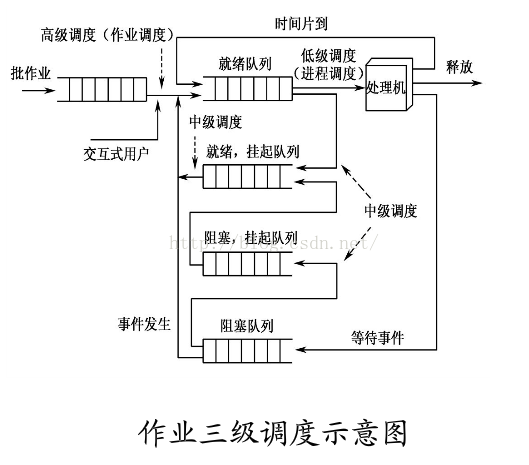 时间片到
高级调度（作业调度）
批作业
就绪队列
低级调度
（进程调度）
处理机
释放
交互式用户
中级调度
就绪，挂起队列
中级调度
http://blog.csdn.net/
阻塞，挂起队列
事件发生
阻塞队列
等待事件
作业三级调度示意图